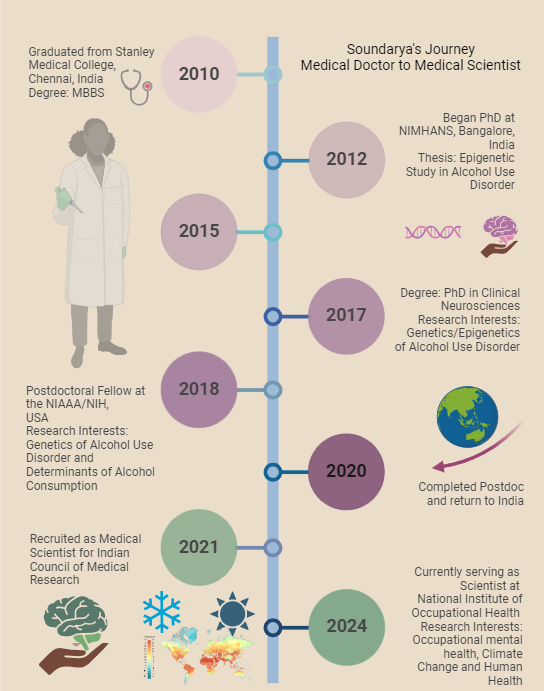 Soundarya's Journey
Medical Doctor to Medical Scientist
Graduated from Stanley
Medical College,
Chennai, India
Degree: MBBS
2010
Began PhD at
NIMHANS, Bangalore,
India
Thesis: Epigenetic
Study in Alcohol Use
Disorder
2012
2015
Degree: PhD in Clinical
Neurosciences
Research Interests:
Genetics/Epigenetics
of Alcohol Use Disorder
2017
2018
Postdoctoral Fellow at
the NIAAA/NIH,
USA
Research Interests:
Genetics of Alcohol Use
Disorder and
Determinants of Alcohol
Consumption
2020
Completed Postdoc
and return to India
2021
Recruited as Medical
Scientist for Indian
Council of Medical
Research
2024
Currently serving as
Scientist at
National Institute of
Occupational Health
Research Interests:
Occupational mental
health, Climate
Change and Human
Health